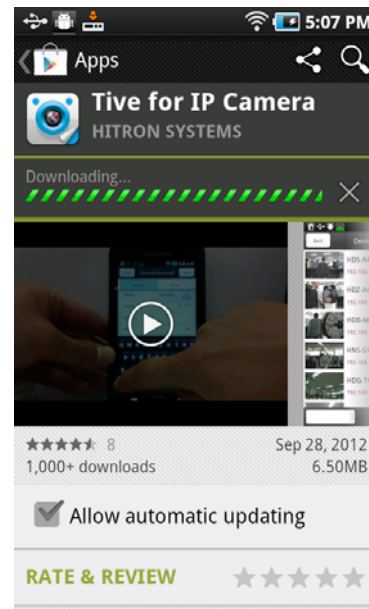 5:07 PM
Apps
Tive for IP Camera
HITRON SYSTEMS
Downloading...
8
Sep 28, 2012
1,000+ downloads
6.50MB
Allow automatic updating
RATE & REVIEW